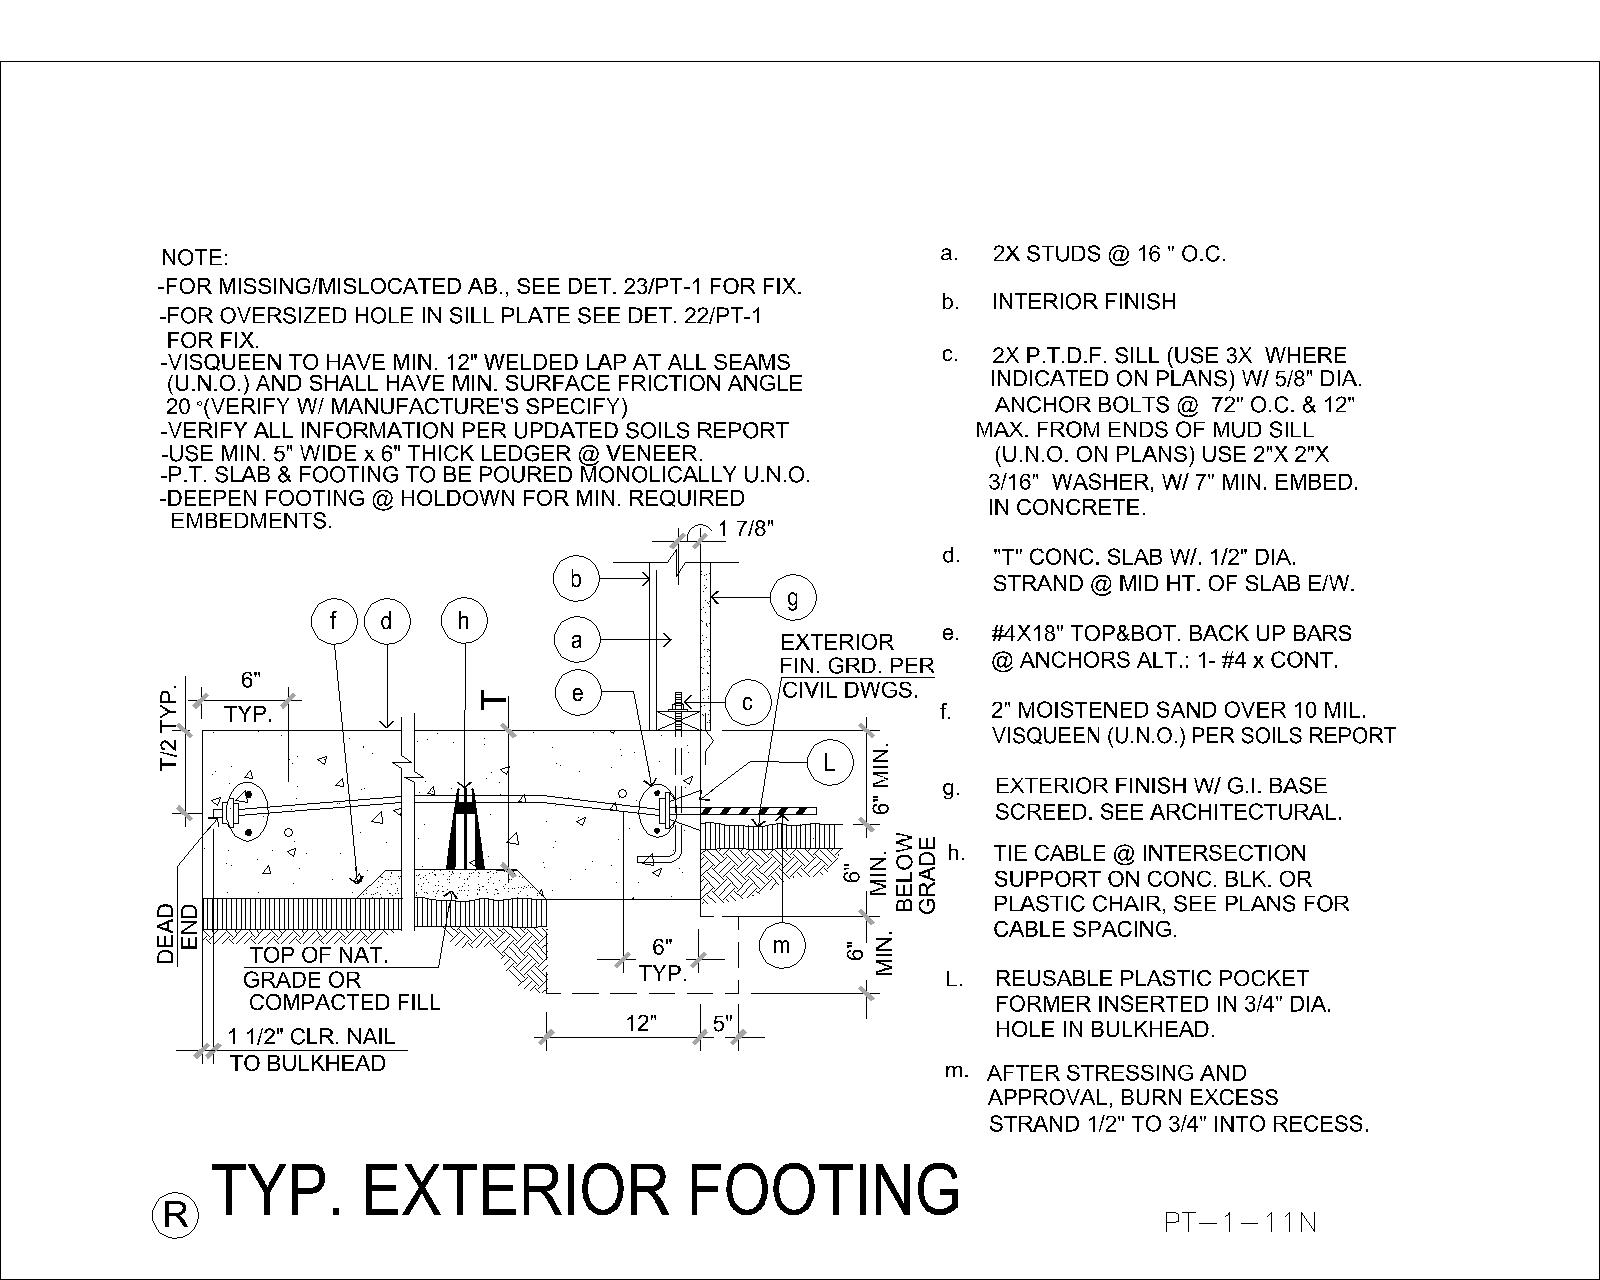 NOTE:
-FOR MISSING/MISLOCATED AB., SEE DET. 23/PT-1 FOR FIX.
-FOR OVERSIZED HOLE IN SILL PLATE SEE DET. 22/PT-1
FOR FIX.
-VISQUEEN TO HAVE MIN. 12" WELDED LAP AT ALL SEAMS
(U.N.O.) AND SHALL HAVE MIN. SURFACE FRICTION ANGLE
20 °(VERIFY W/ MANUFACTURE'S SPECIFY)
-VERIFY ALL INFORMATION PER UPDATED SOILS REPORT
-USE MIN. 5" WIDE x 6" THICK LEDGER @ VENEER.
-P.T. SLAB & FOOTING TO BE POURED MONOLICALLY U.N.O.
-DEEPEN FOOTING @ HOLDOWN FOR MIN. REQUIRED
EMBEDMENTS.
1 7/8"
b
g
f
d
h
a
EXTERIOR
FIN. GRD. PER
CIVIL DWGS.
e
c
6"
TYP.
T/2 TYP.
T
L
6" MIN.
6"
MIN.
BELOW
GRADE
6"
MIN.
DEAD
END
TOP OF NAT.
GRADE OR
COMPACTED FILL
6"
TYP.
m
12"
5"
1 1/2" CLR. NAIL
TO BULKHEAD
a. 2X STUDS @ 16 " O.C.
b. INTERIOR FINISH
c. 2X P.T.D.F. SILL (USE 3X WHERE
INDICATED ON PLANS) W/ 5/8" DIA.
ANCHOR BOLTS @ 72" O.C. & 12"
MAX. FROM ENDS OF MUD SILL
(U.N.O. ON PLANS) USE 2"X 2"X
3/16" WASHER, W/ 7" MIN. EMBED.
IN CONCRETE.
d. "T" CONC. SLAB W/. 1/2" DIA.
STRAND @ MID HT. OF SLAB E/W.
e. #4X18" TOP&BOT. BACK UP BARS
@ ANCHORS ALT.: 1- #4 x CONT.
f. 2" MOISTENED SAND OVER 10 MIL.
VISQUEEN (U.N.O.) PER SOILS REPORT
g. EXTERIOR FINISH W/ G.I. BASE
SCREED. SEE ARCHITECTURAL.
h. TIE CABLE @ INTERSECTION
SUPPORT ON CONC. BLK. OR
PLASTIC CHAIR, SEE PLANS FOR
CABLE SPACING.
L. REUSABLE PLASTIC POCKET
FORMER INSERTED IN 3/4" DIA.
HOLE IN BULKHEAD.
m. AFTER STRESSING AND
APPROVAL, BURN EXCESS
STRAND 1/2" TO 3/4" INTO RECESS.
R TYP. EXTERIOR FOOTING
PT-1-11N